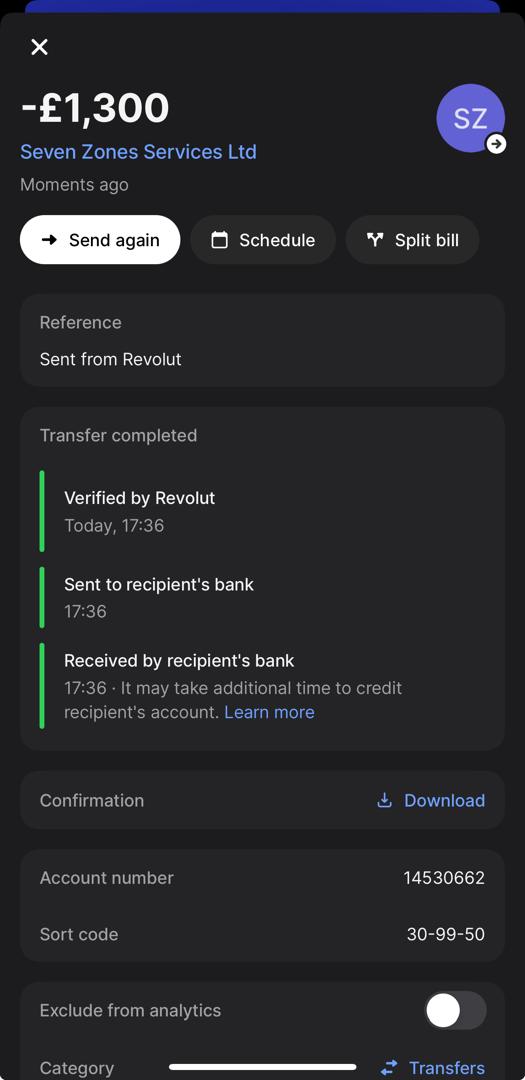 -£1,300
SZ
Seven Zones Services Ltd
Moments ago
Send again
Schedule
Split bill
Reference
Sent from Revolut
Transfer completed
Verified by Revolut
Today, 17:36
Sent to recipient's bank
17:36
Received by recipient's bank
17:36 · It may take additional time to credit
recipient's account. Learn more
Confirmation
Download
Account number
14530662
Sort code
30-99-50
Exclude from analytics
Category
Transfers